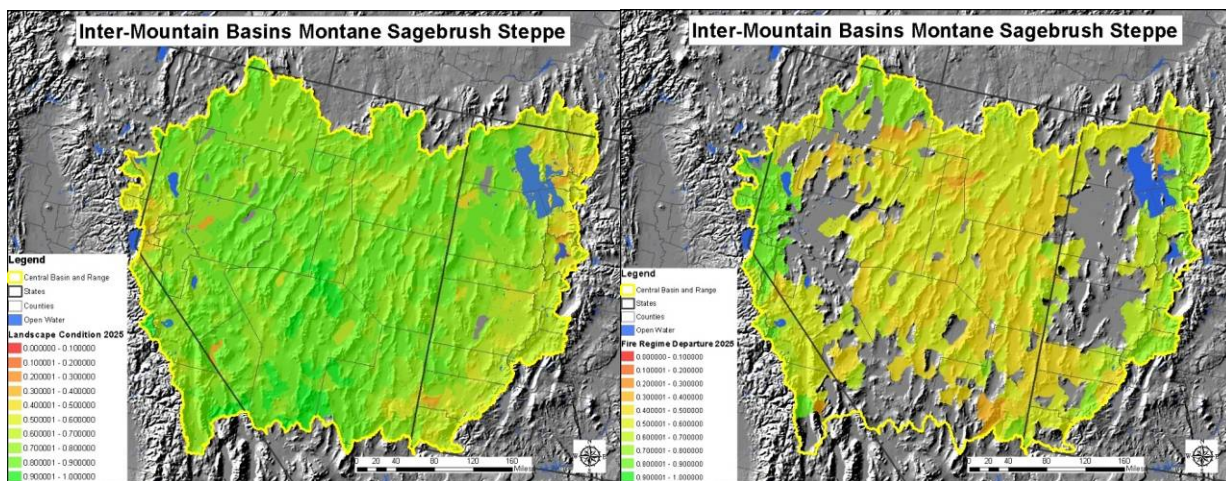 Inter-Mountain Basins Montane Sagebrush Steppe
Legend
Central Basin and Range
States
Counties
Open Water
Landscape Condition 2025
0.000000 - 0.100000
0.100001 - 0.200000
0.200001 - 0.300000
0.300001 - 0.400000
0.400001 - 0.500000
0.500001 - 0.600000
0.600001 - 0.700000
0.700001 - 0.800000
0.800001 - 0.900000
0.900001 - 1.000000
0 20 40 80 120 160
Miles
Inter-Mountain Basins Montane Sagebrush Steppe
Legend
Central Basin and Range
States
Counties
Open Water
Fire Regime Departure 2025
0.000000 - 0.100000
0.100001 - 0.200000
0.200001 - 0.300000
0.300001 - 0.400000
0.400001 - 0.500000
0.500001 - 0.600000
0.600001 - 0.700000
0.700001 - 0.800000
0.800001 - 0.900000
0.900001 - 1.000000
0 20 40 80 120 160
Miles